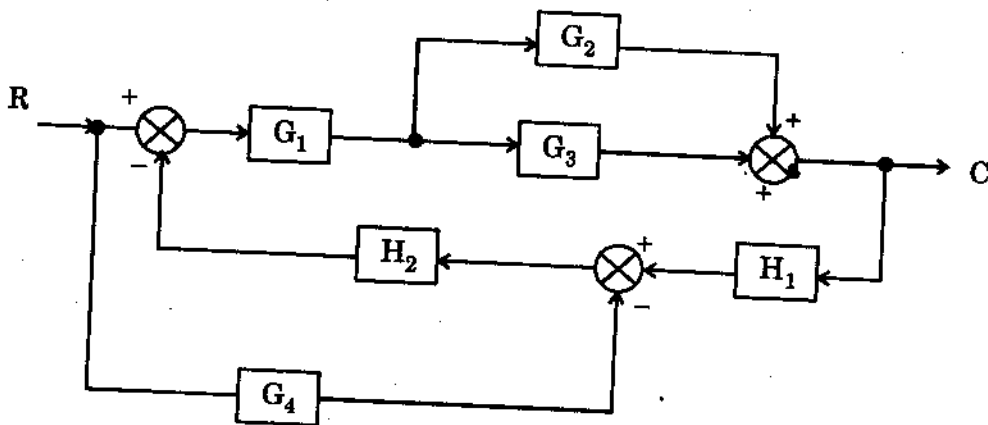 G₂
+
R
+
G₁
G₃
+
−
+
C
H₂
+
H₁
−
G₄